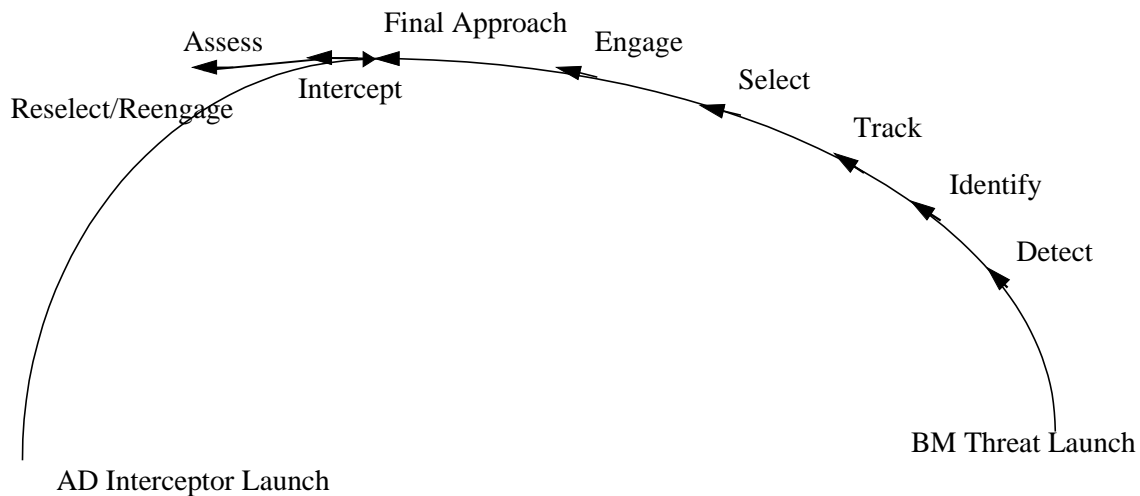 Final Approach
Assess
Engage
Intercept
Select
Reselect/Reengage
Track
Identify
Detect
BM Threat Launch
AD Interceptor Launch